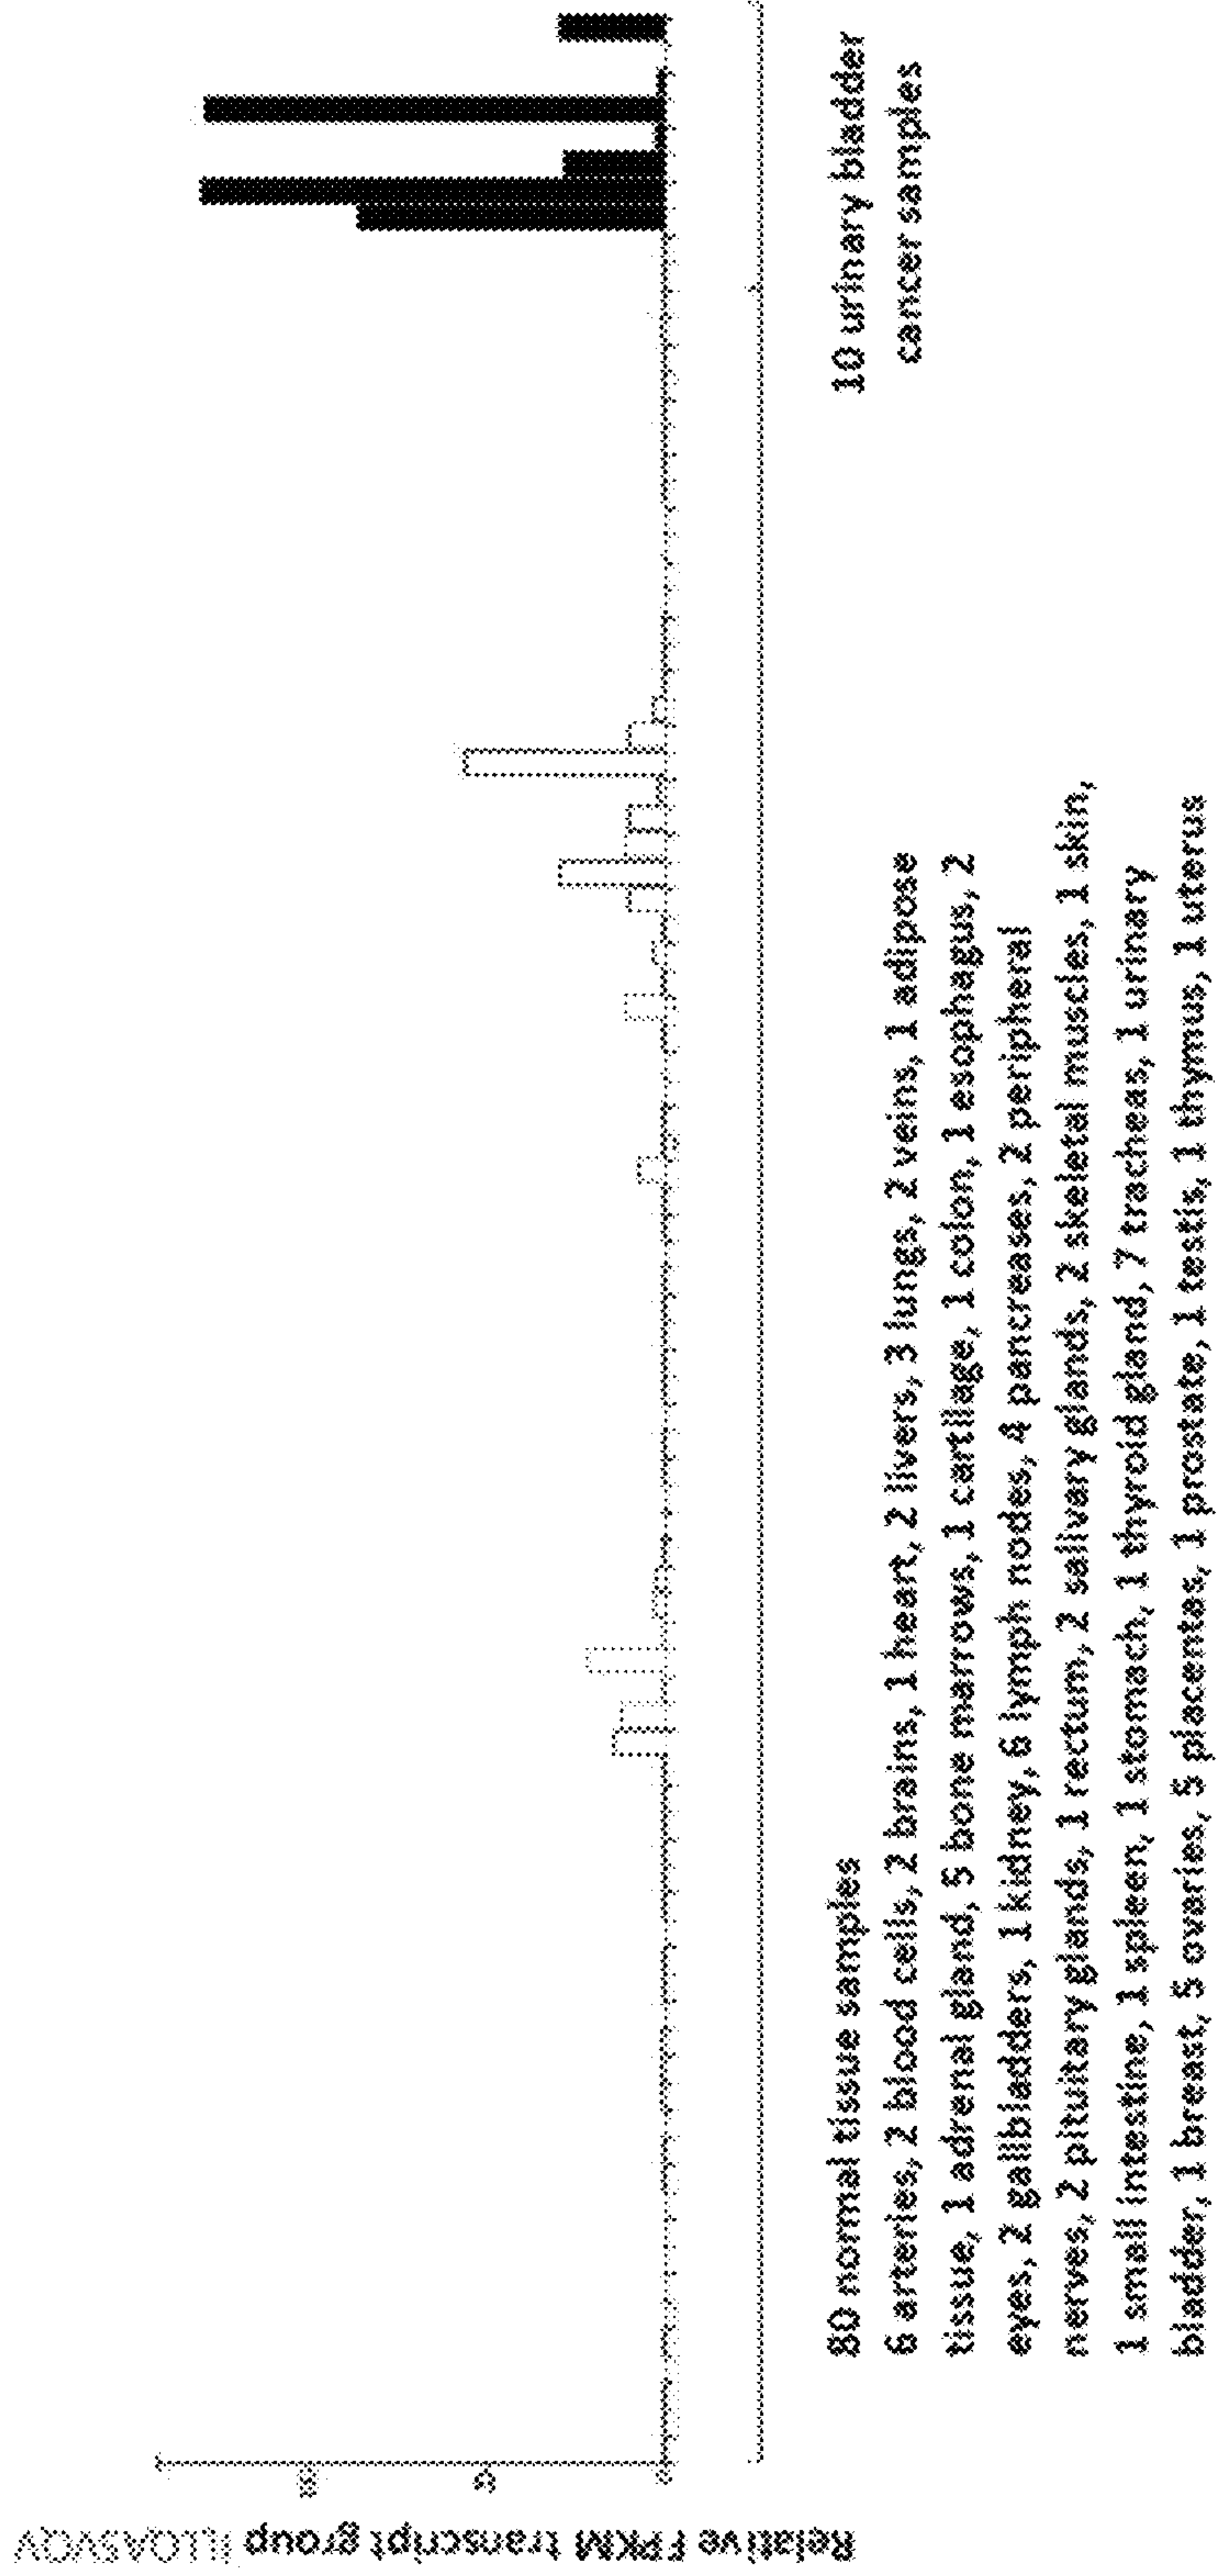 Relative FPKM transcript group
0
80 normal tissue samples
6 arteries, 2 blood cells, 2 brains, 1 heart, 2 livers, 3 lungs, 2 veins, 1 adipose
tissue, 1 adrenal gland, 5 bone marrows, 1 cartilage, 1 colon, 1 esophagus, 2
eyes, 2 gallbladders, 1 kidney, 6 lymph nodes, 4 pancreases, 2 peripheral
nerves, 2 pituitary glands, 1 rectum, 2 salivary glands, 2 skeletal muscles, 1 skin,
1 small intestine, 1 spleen, 1 stomach, 1 thyroid gland, 7 tracheas, 1 urinary
bladder, 1 breast, 5 ovaries, 5 placentas, 1 prostate, 1 testis, 1 thymus, 1 uterus
10 urinary bladder
cancer samples